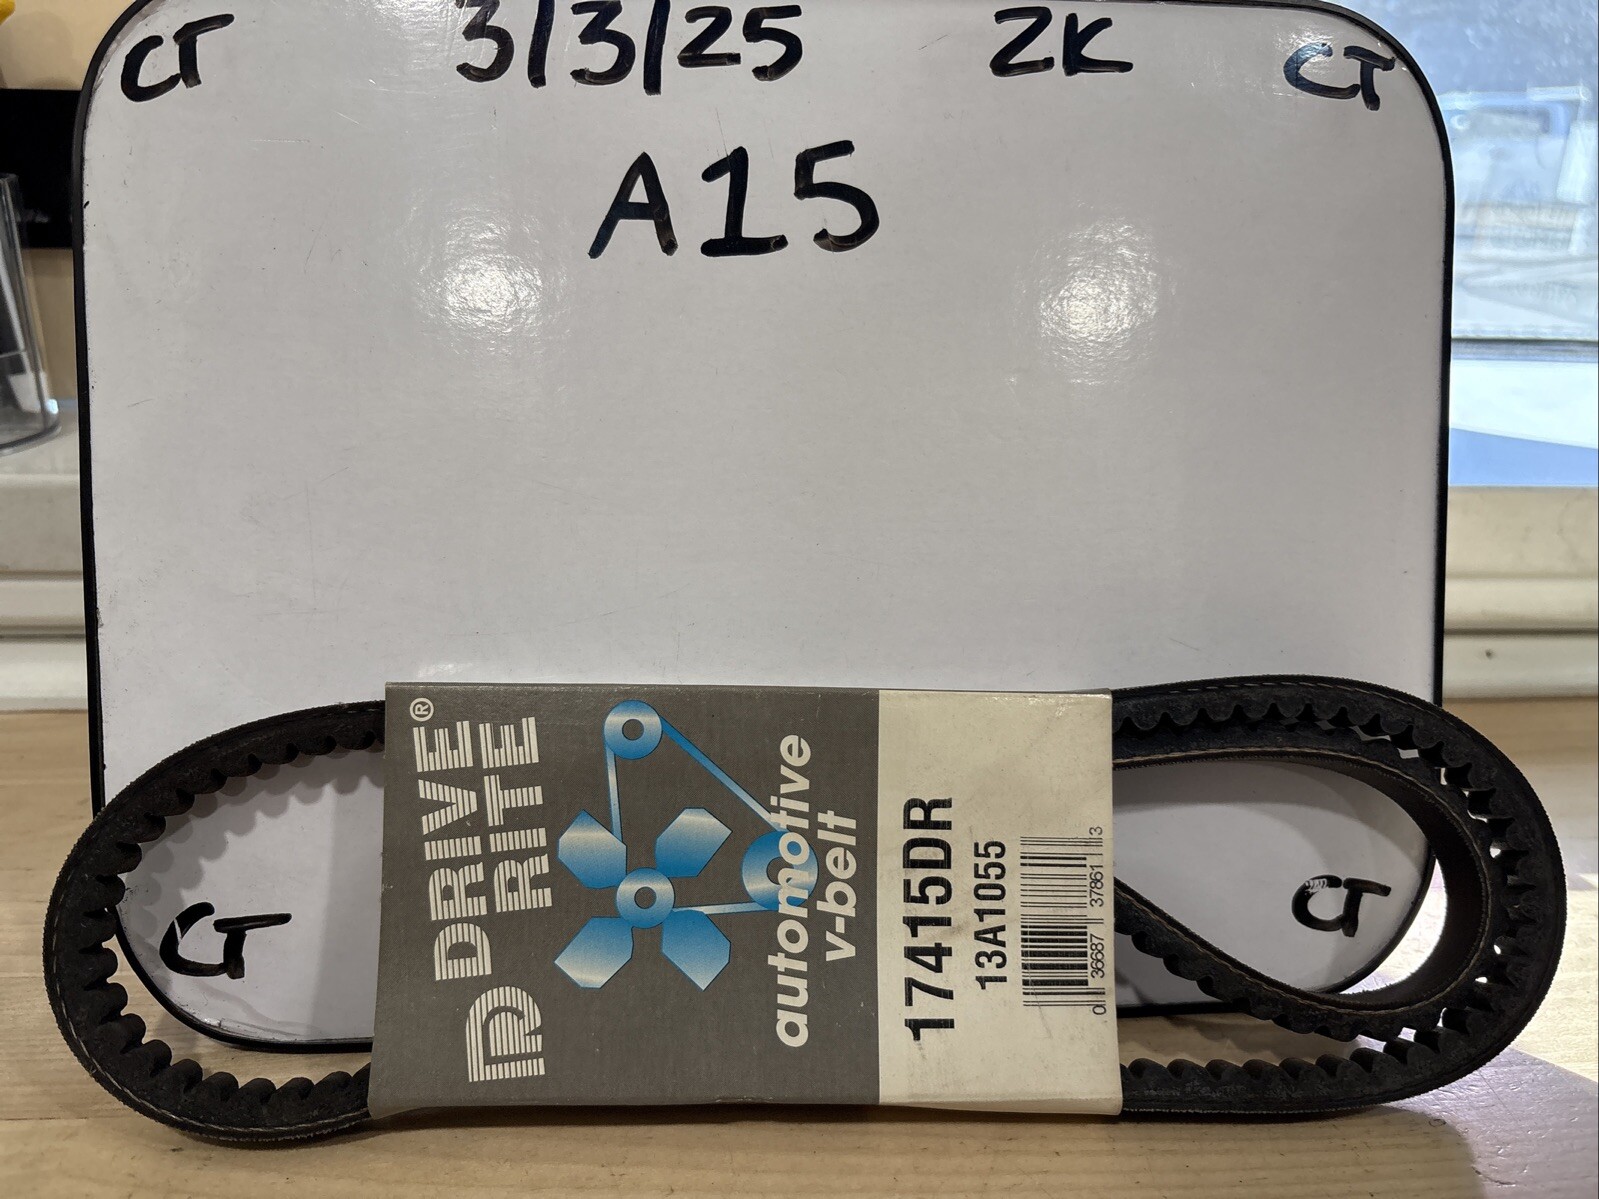 CT 3/3/25 ZK CT
A15
DRIVE
RITE®
DR
automotive
v-belt
17415DR
13A1055
0 36687 37861 3
CT
CT